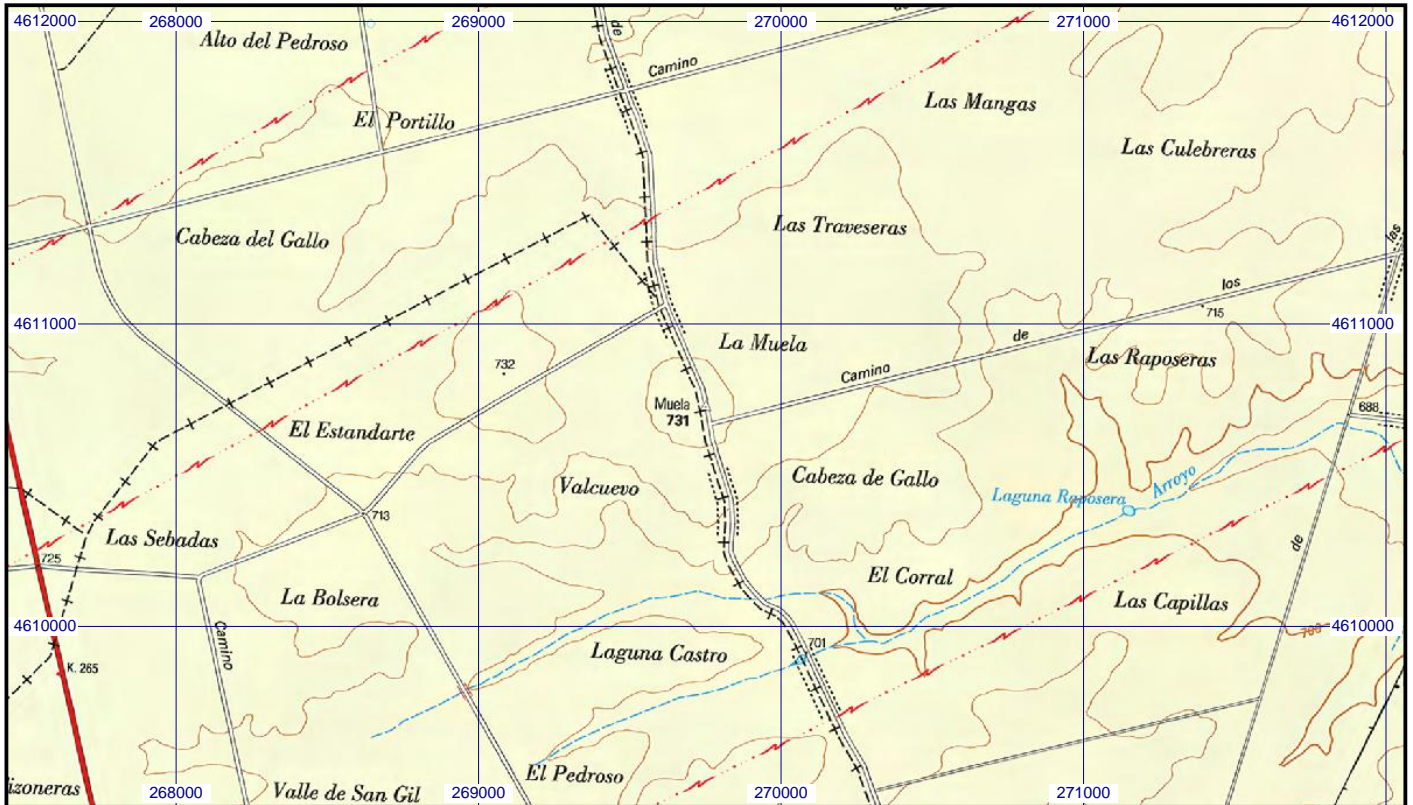 4612000
268000
269000
270000
271000
4612000
Alto del Pedroso
de
Camino
Las Mangas
El Portillo
Las Culebreras
Las Traveseras
Cabeza del Gallo
las
los
715
4611000
4611000
La Muela
de
Las Raposeras
732
Camino
Muela
731
688
El Estandarte
Cabeza de Gallo
Valcuevo
Arroyo
Laguna Raposera
713
Las Sebadas
de
725
El Corral
La Bolsera
Las Capillas
4610000
700
4610000
Camino
701
Laguna Castro
K. 265
El Pedroso
izoneras
Valle de San Gil
268000
269000
270000
271000